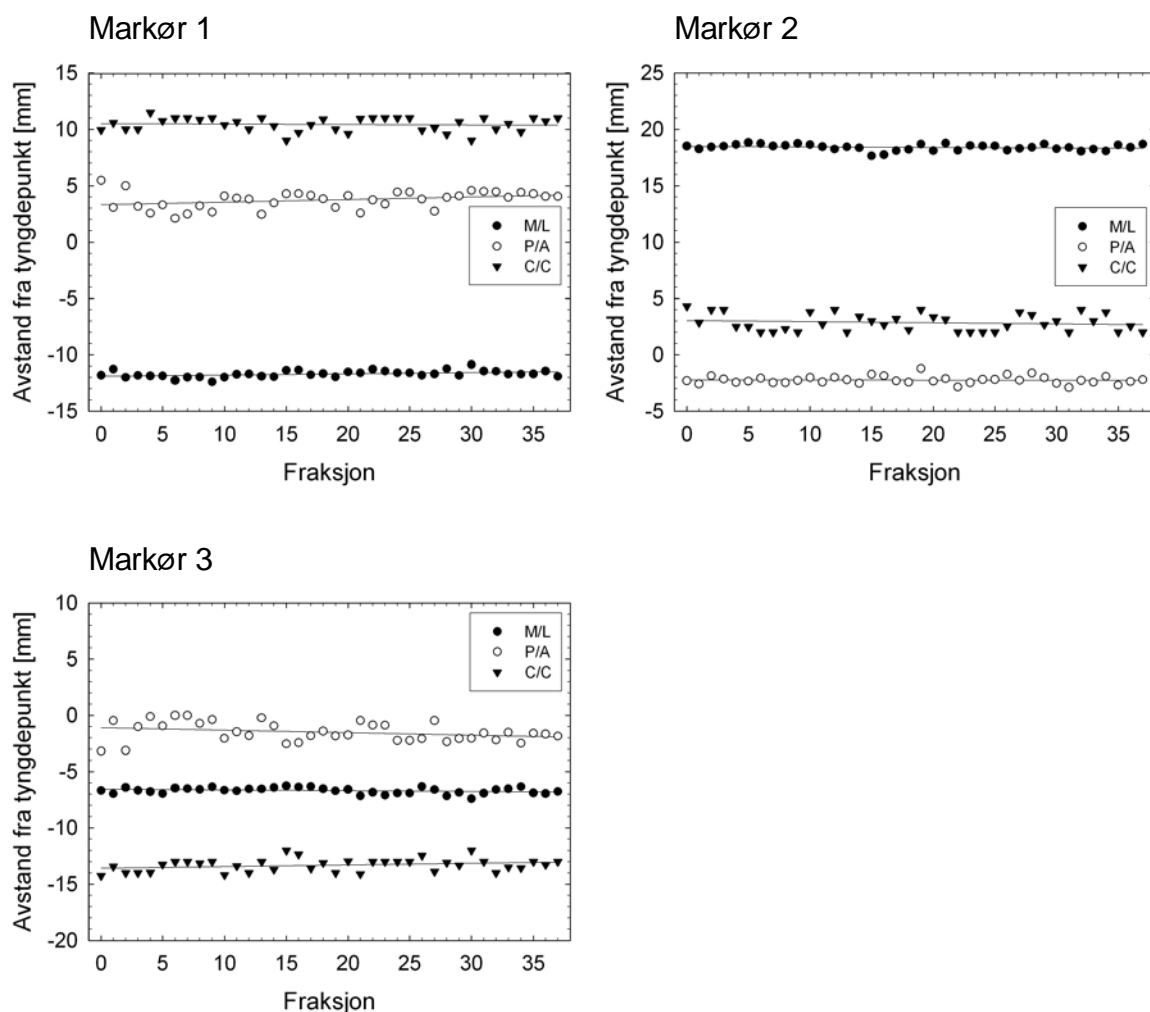 Markør 1
Avstand fra tyngdepunkt [mm]
15
10
5
0
-5
-10
-15
M/L
P/A
C/C
0 5 10 15 20 25 30 35
Fraksjon
Markør 2
Avstand fra tyngdepunkt [mm]
25
20
15
10
5
0
-5
M/L
P/A
C/C
0 5 10 15 20 25 30 35
Fraksjon
Markør 3
Avstand fra tyngdepunkt [mm]
10
5
0
-5
-10
-15
-20
M/L
P/A
C/C
0 5 10 15 20 25 30 35
Fraksjon